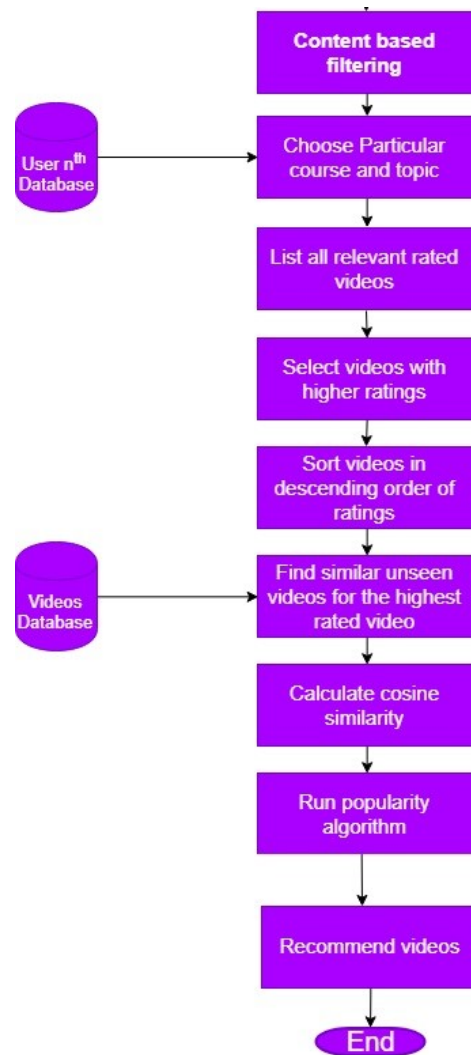 Content based
filtering
User nth
Database
Choose Particular
course and topic
List all relevant rated
videos
Select videos with
higher ratings
Sort videos in
descending order of
ratings
Videos
Database
Find similar unseen
videos for the highest
rated video
Calculate cosine
similarity
Run popularity
algorithm
Recommend videos
End